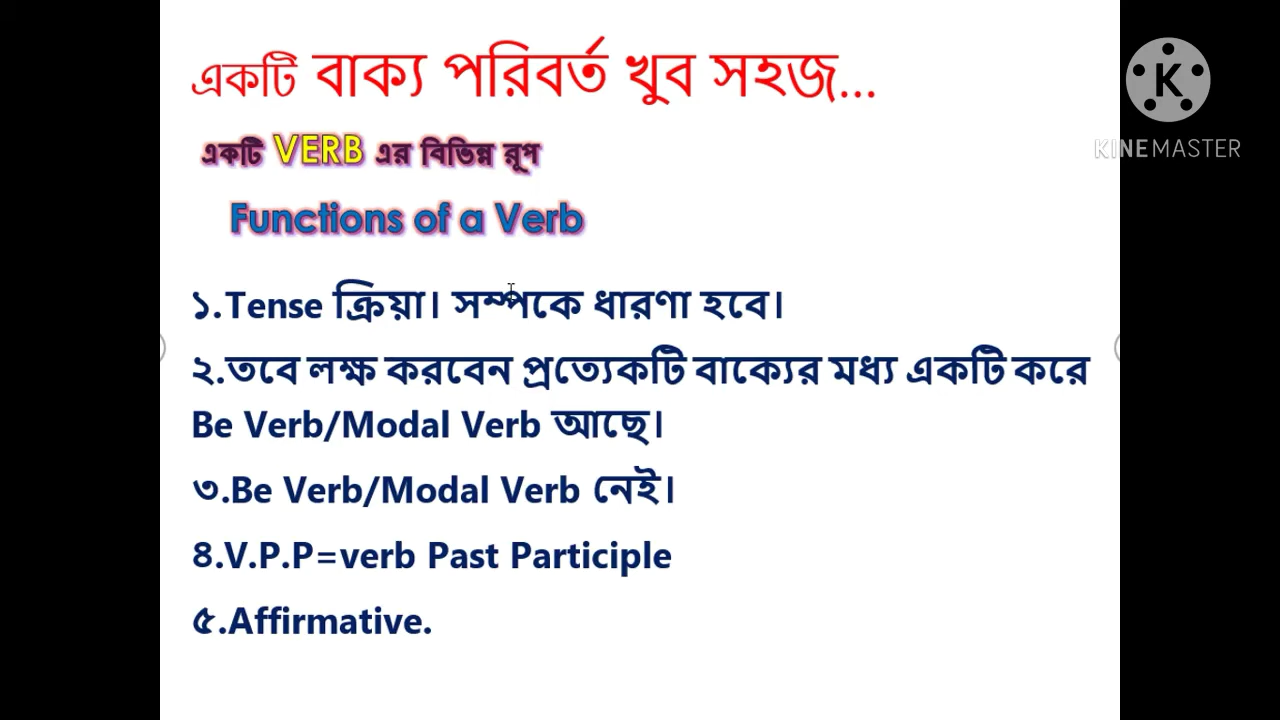 একটি বাক্য পরিবর্ত খুব সহজ...
K
KINEMASTER
একটি VERB এর বিভিন্ন রূপ
Functions of a Verb
১.Tense ক্রিয়া। সম্পকে ধারণা হবে।
২.তবে লক্ষ করবেন প্রত্যেকটি বাক্যের মধ্য একটি করে
Be Verb/Modal Verb আছে।
৩.Be Verb/Modal Verb নেই।
৪.V.P.P=verb Past Participle
৫.Affirmative.